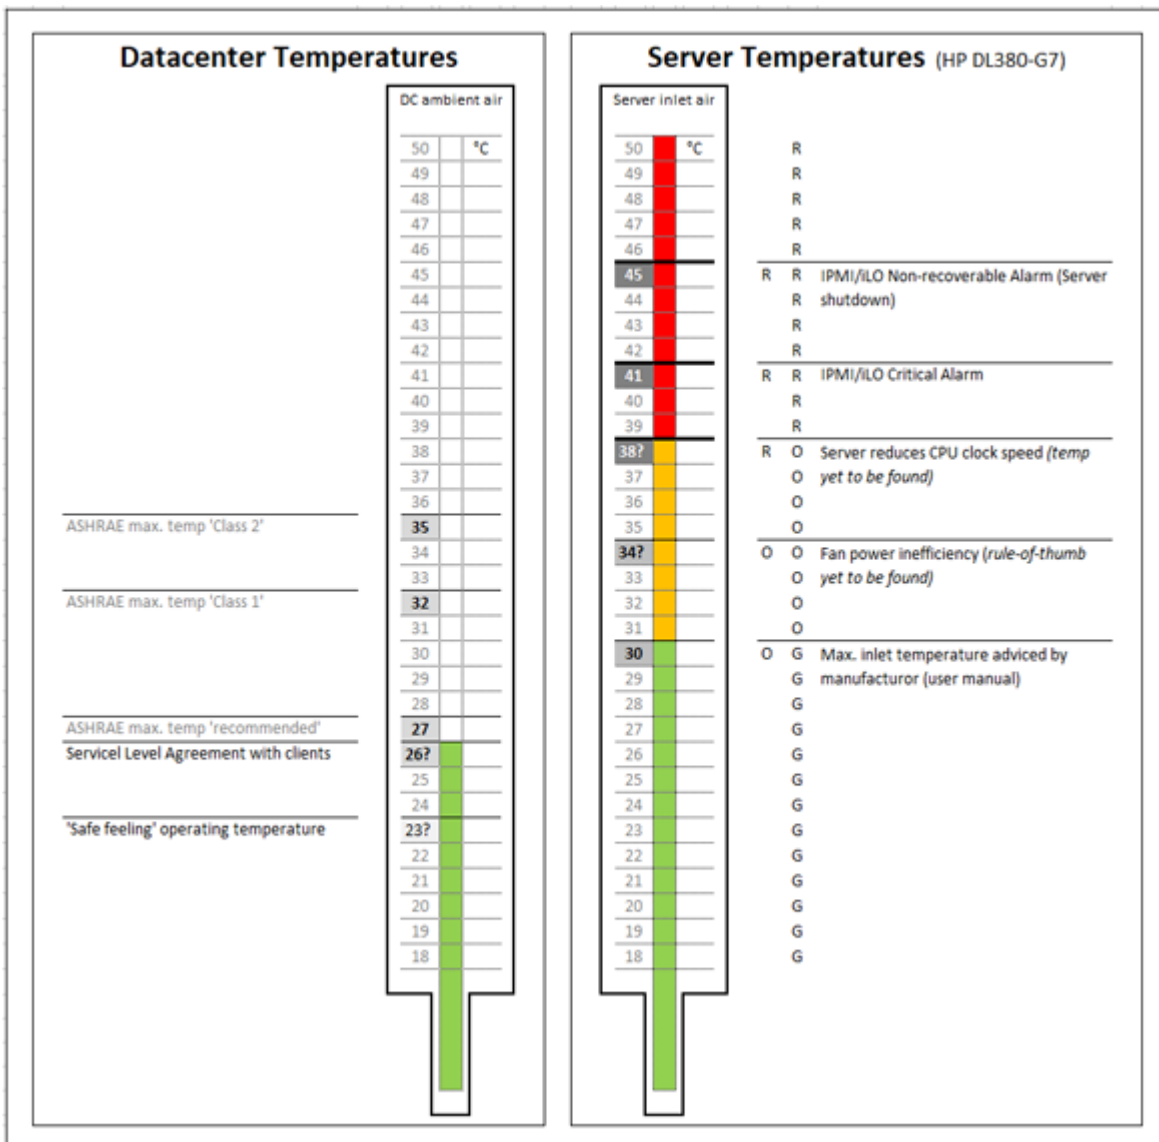 Datacenter Temperatures
DC ambient air
50 °C
49
48
47
46
45
44
43
42
41
40
39
38
37
36
ASHRAE max. temp 'Class 2' 35
34
33
ASHRAE max. temp 'Class 1' 32
31
30
29
28
ASHRAE max. temp 'recommended' 27
Servicel Level Agreement with clients 26?
25
24
'Safe feeling' operating temperature 23?
22
21
20
19
18
Server Temperatures (HP DL380-G7)
Server inlet air
50 °C R
49 R
48 R
47 R
46 R
45 R R IPMI/iLO Non-recoverable Alarm (Server
44 R shutdown)
43 R
42 R
41 R R IPMI/iLO Critical Alarm
40 R
39 R
38? R O Server reduces CPU clock speed (temp
37 O yet to be found)
36 O
35 O
34? O O Fan power inefficiency (rule-of-thumb
33 O yet to be found)
32 O
31 O
30 O G Max. inlet temperature adviced by
29 G manufacturor (user manual)
28 G
27 G
26 G
25 G
24 G
23 G
22 G
21 G
20 G
19 G
18 G